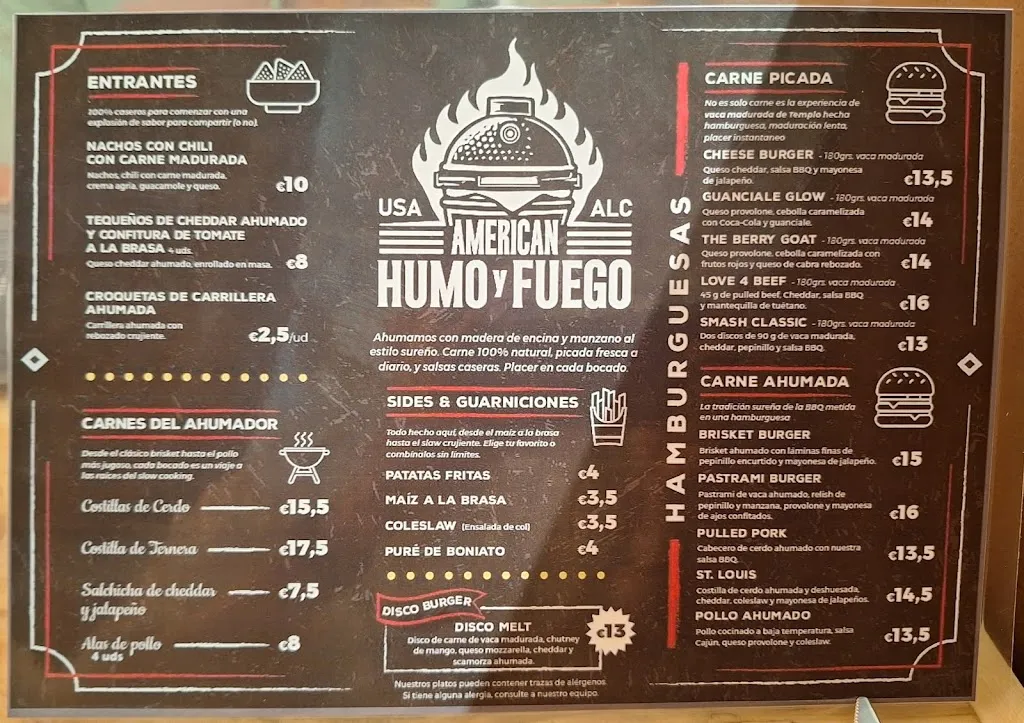 ENTRANTES
100% caseros para comenzar con una
explosión de sabor para compartir (o no).
NACHOS CON CHILI
CON CARNE MADURADA
Nachos, chili con carne madurada,
crema agria, guacamole y queso.
€10
TEQUEÑOS DE CHEDDAR AHUMADO
Y CONFITURA DE TOMATE
A LA BRASA 4 uds.
Queso cheddar ahumado, enrollado en masa.
€8
CROQUETAS DE CARRILLERA
AHUMADA
Carrillera ahumada con
rebozado crujiente.
€2,5/ud
CARNES DEL AHUMADOR
Desde el clásico brisket hasta el pollo
más jugoso, cada bocado es un viaje a
las raíces del slow cooking.
Costillas de Cerdo €15,5
Costilla de Ternera €17,5
Salchicha de cheddar
y jalapeño
€7,5
Alas de pollo
4 uds
€8
USA ALC
AMERICAN
HUMO Y FUEGO
Ahumamos con madera de encina y manzano al
estilo sureño. Carne 100% natural, picada fresca a
diario, y salsas caseras. Placer en cada bocado.
SIDES & GUARNICIONES
Todo hecho aquí, desde el maíz a la brasa
hasta el slaw crujiente. Elige tu favorito o
combínalos sin límites.
PATATAS FRITAS €4
MAÍZ A LA BRASA €3,5
COLESLAW (Ensalada de col) €3,5
PURÉ DE BONIATO €4
DISCO BURGER
DISCO MELT
Disco de carne de vaca madurada, chutney
de mango, queso mozzarella, cheddar y
scamorza ahumada.
€13
Nuestros platos pueden contener trazas de alérgenos.
Si tiene alguna alergia, consulte a nuestro equipo.
HAMBURGUESAS
CARNE PICADA
No es solo carne es la experiencia de
vaca madurada de Templo hecha
hamburguesa, maduración lenta,
placer instantaneo
CHEESE BURGER - 180grs. vaca madurada
Queso cheddar, salsa BBQ y mayonesa
de jalapeño.
€13,5
GUANCIALE GLOW - 180grs. vaca madurada
Queso provolone, cebolla caramelizada
con Coca-Cola y guanciale.
€14
THE BERRY GOAT - 180grs. vaca madurada
Queso provolone, cebolla caramelizada con
frutos rojos y queso de cabra rebozado.
€14
LOVE 4 BEEF - 180grs. vaca madurada
45 g de pulled beef, Cheddar, salsa BBQ
y mantequilla de tuétano.
€16
SMASH CLASSIC - 180grs. vaca madurada
Dos discos de 90 g de vaca madurada,
cheddar, pepinillo y salsa BBQ.
€13
CARNE AHUMADA
La tradición sureña de la BBQ metida
en una hamburguesa
BRISKET BURGER
Brisket ahumado con láminas finas de
pepinillo encurtido y mayonesa de jalapeño.
€15
PASTRAMI BURGER
Pastrami de vaca ahumado, relish de
pepinillo y manzana, provolone y mayonesa
de ajos confitados.
€16
PULLED PORK
Cabecero de cerdo ahumado con nuestra
salsa BBQ.
€13,5
ST. LOUIS
Costilla de cerdo ahumada y deshuesada,
cheddar, coleslaw y mayonesa de jalapeños.
€14,5
POLLO AHUMADO
Pollo cocinado a baja temperatura, salsa
Cajún, queso provolone y coleslaw.
€13,5